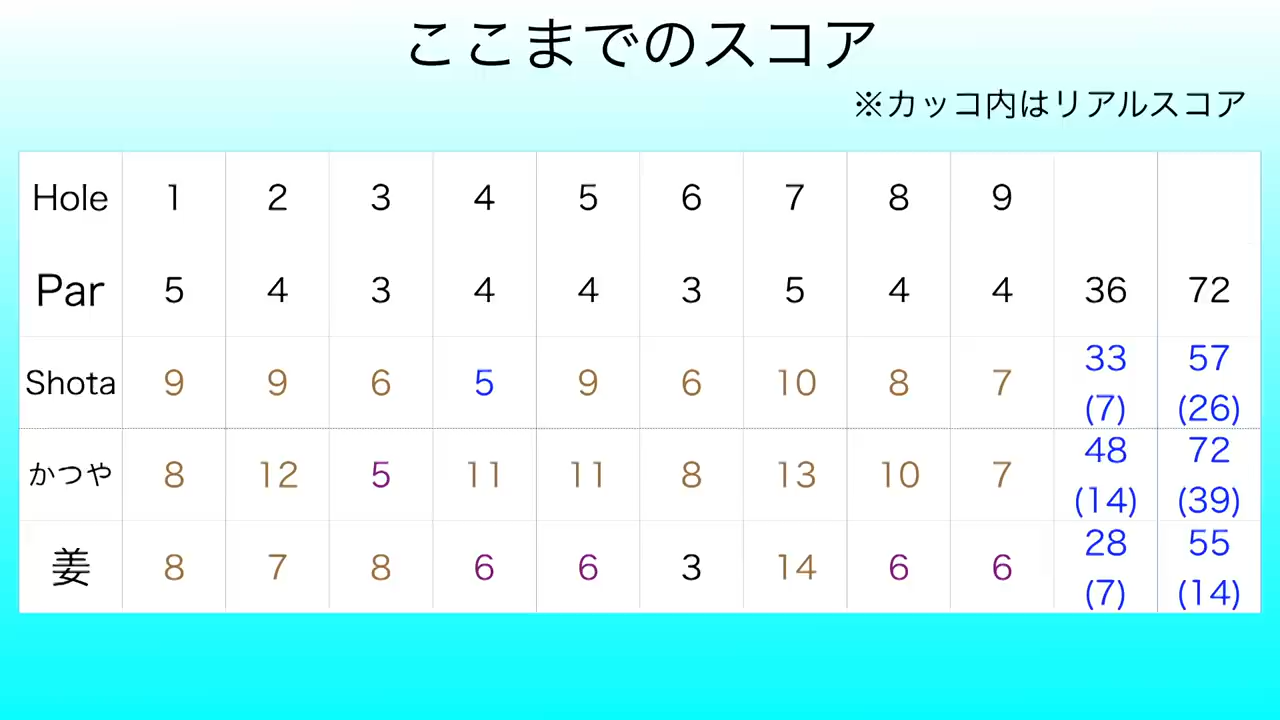 ここまでのスコア
※カッコ内はリアルスコア
Hole 1 2 3 4 5 6 7 8 9
Par 5 4 3 4 4 3 5 4 4 36 72
Shota 9 9 6 5 9 6 10 8 7 33 (7) 57 (26)
かつや 8 12 5 11 11 8 13 10 7 48 (14) 72 (39)
姜 8 7 8 6 6 3 14 6 6 28 (7) 55 (14)